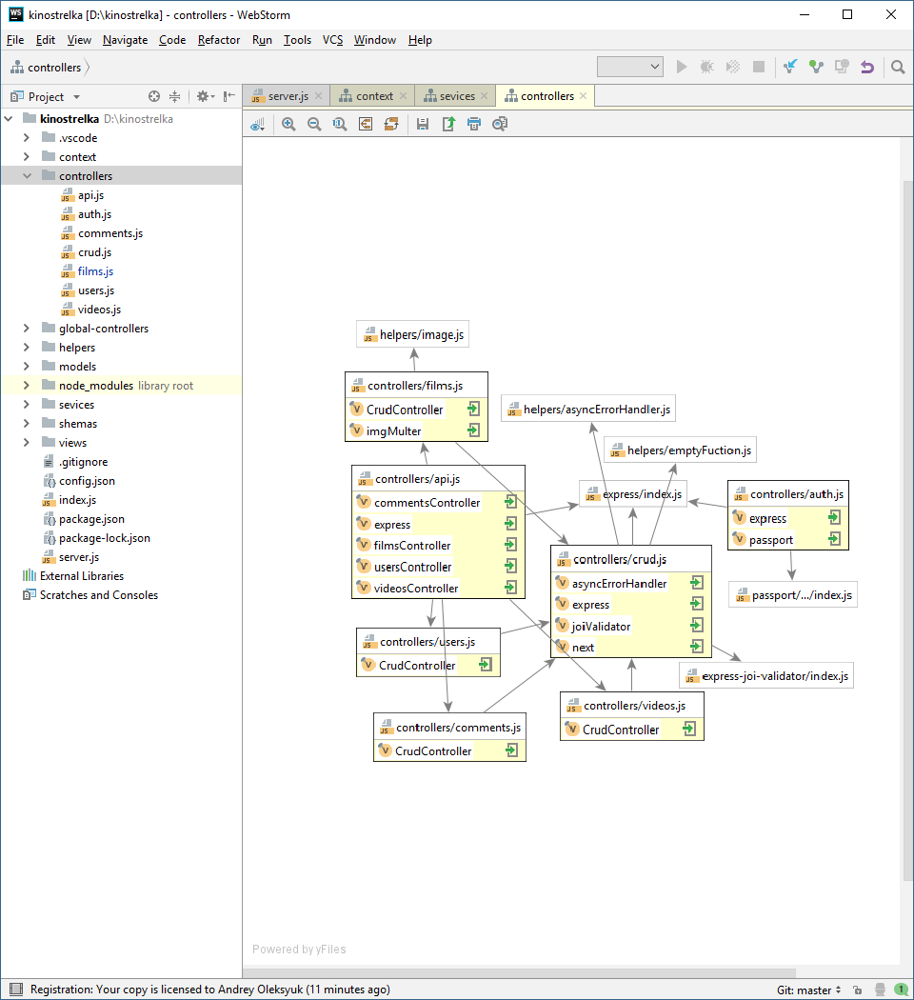 kinostrelka [D:\kinostrelka] - controllers - WebStorm
File Edit View Navigate Code Refactor Run Tools VCS Window Help
controllers
Project
server.js context sevices controllers
kinostrelka D:\kinostrelka
.vscode
context
controllers
api.js
auth.js
comments.js
crud.js
films.js
users.js
videos.js
global-controllers
helpers
models
node_modules library root
sevices
shemas
views
.gitignore
config.json
index.js
package.json
package-lock.json
server.js
External Libraries
Scratches and Consoles
helpers/image.js
controllers/films.js
CrudController
imgMulter
helpers/asyncErrorHandler.js
helpers/emptyFuction.js
controllers/api.js
commentsController
express
filmsController
usersController
videosController
express/index.js
controllers/auth.js
express
passport
controllers/crud.js
asyncErrorHandler
express
joiValidator
next
passport/.../index.js
controllers/users.js
CrudController
express-joi-validator/index.js
controllers/videos.js
CrudController
controllers/comments.js
CrudController
Powered by yFiles
Registration: Your copy is licensed to Andrey Oleksyuk (11 minutes ago) Git: master 1